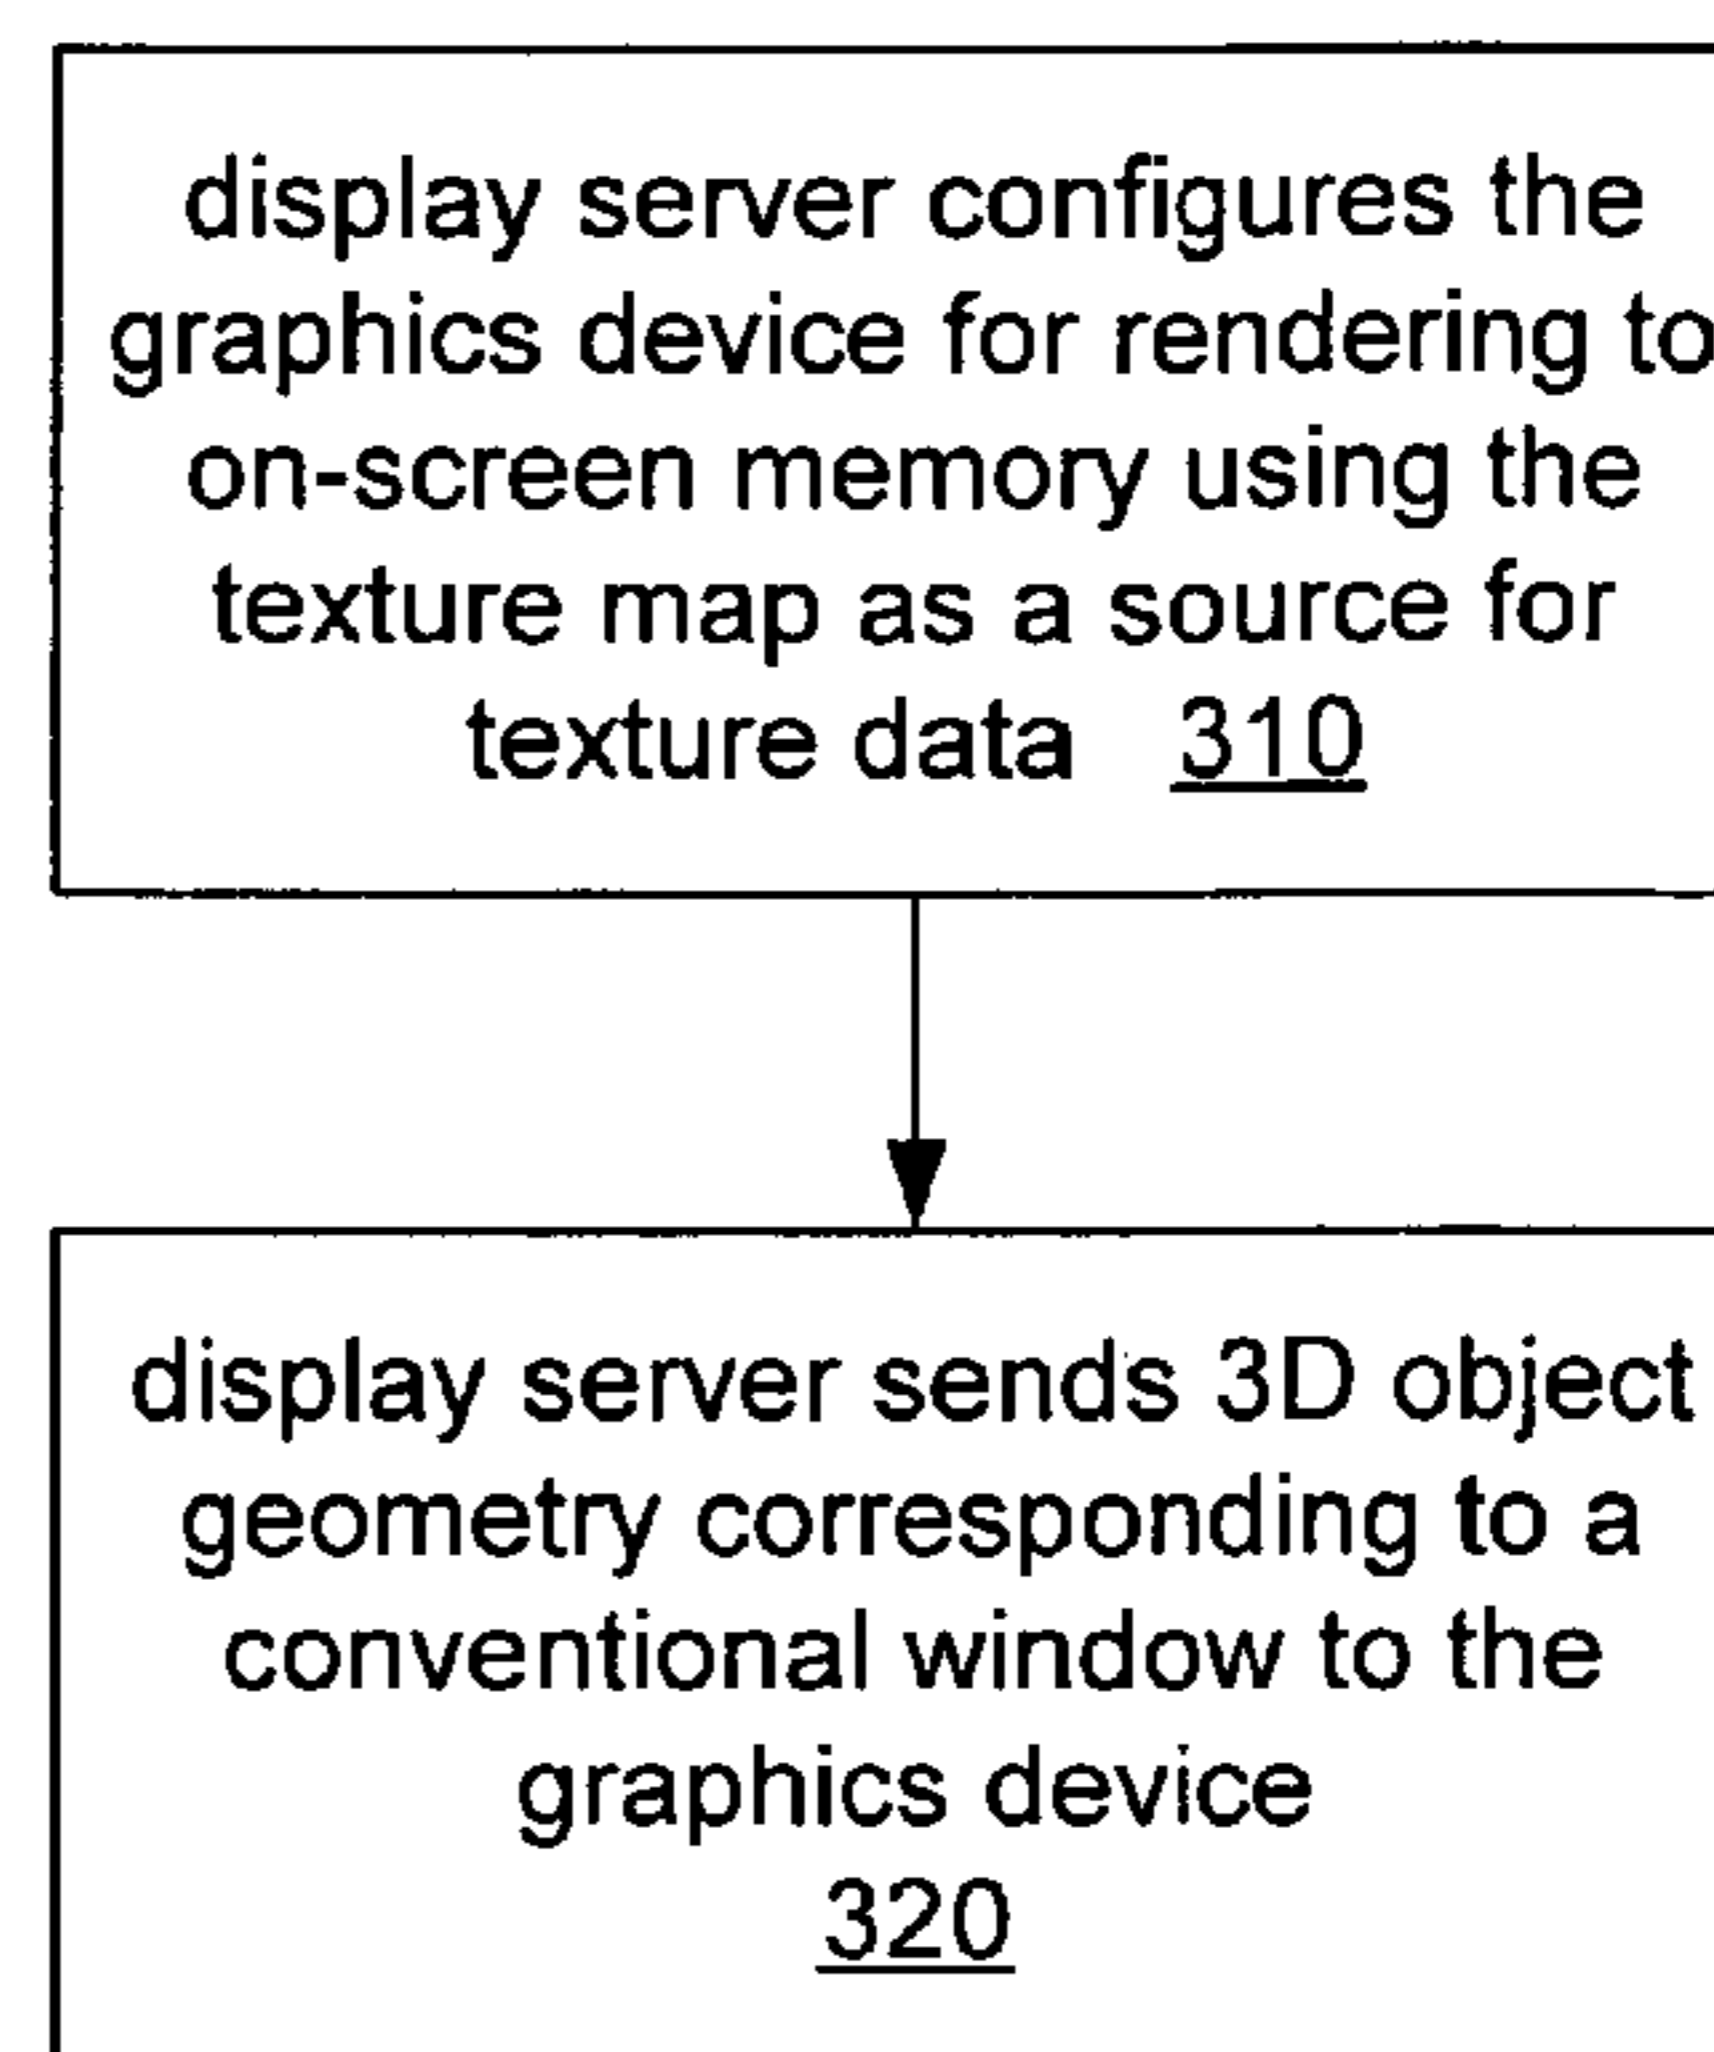 display server configures the
graphics device for rendering to
on-screen memory using the
texture map as a source for
texture data 310
display server sends 3D object
geometry corresponding to a
conventional window to the
graphics device
320